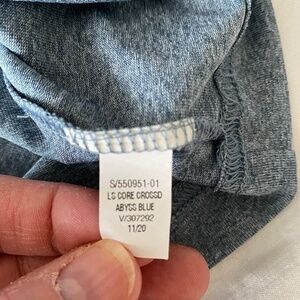 S/550951-01
LS CORE CROSSD
ABYSS BLUE
V/307292
11/20